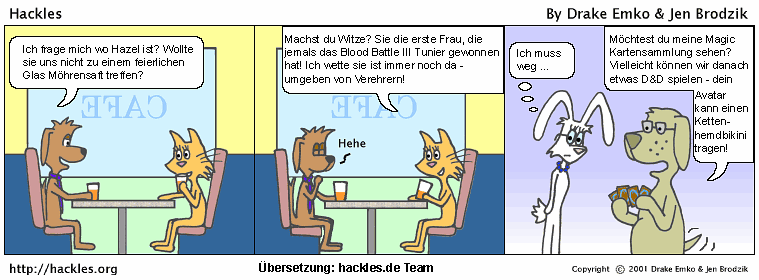 Hackles
By Drake Emko & Jen Brodzik
Ich frage mich wo Hazel ist? Wollte
sie uns nicht zu einem feierlichen
Glas Möhrensaft treffen?
CAFE
Machst du Witze? Sie die erste Frau, die
jemals das Blood Battle III Tunier gewonnen
hat! Ich wette sie ist immer noch da -
umgeben von Verehrern!
Hehe
CAFE
Ich muss
weg ...
Möchtest du meine Magic
Kartensammlung sehen?
Vielleicht können wir danach
etwas D&D spielen - dein
Avatar
kann einen
Ketten-
hemdbikini
tragen!
http://hackles.org
Übersetzung: hackles.de Team
Copyright © 2001 Drake Emko & Jen Brodzik